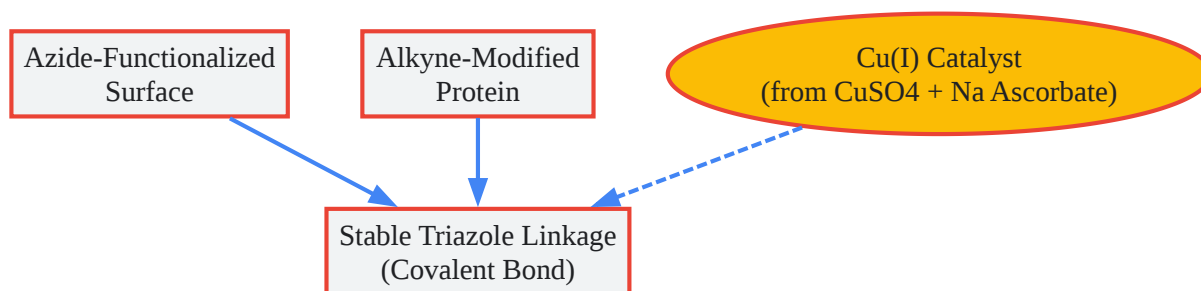 Azide-Functionalized
Surface
Alkyne-Modified
Protein
Cu(I) Catalyst
(from CuSO4 + Na Ascorbate)
Stable Triazole Linkage
(Covalent Bond)